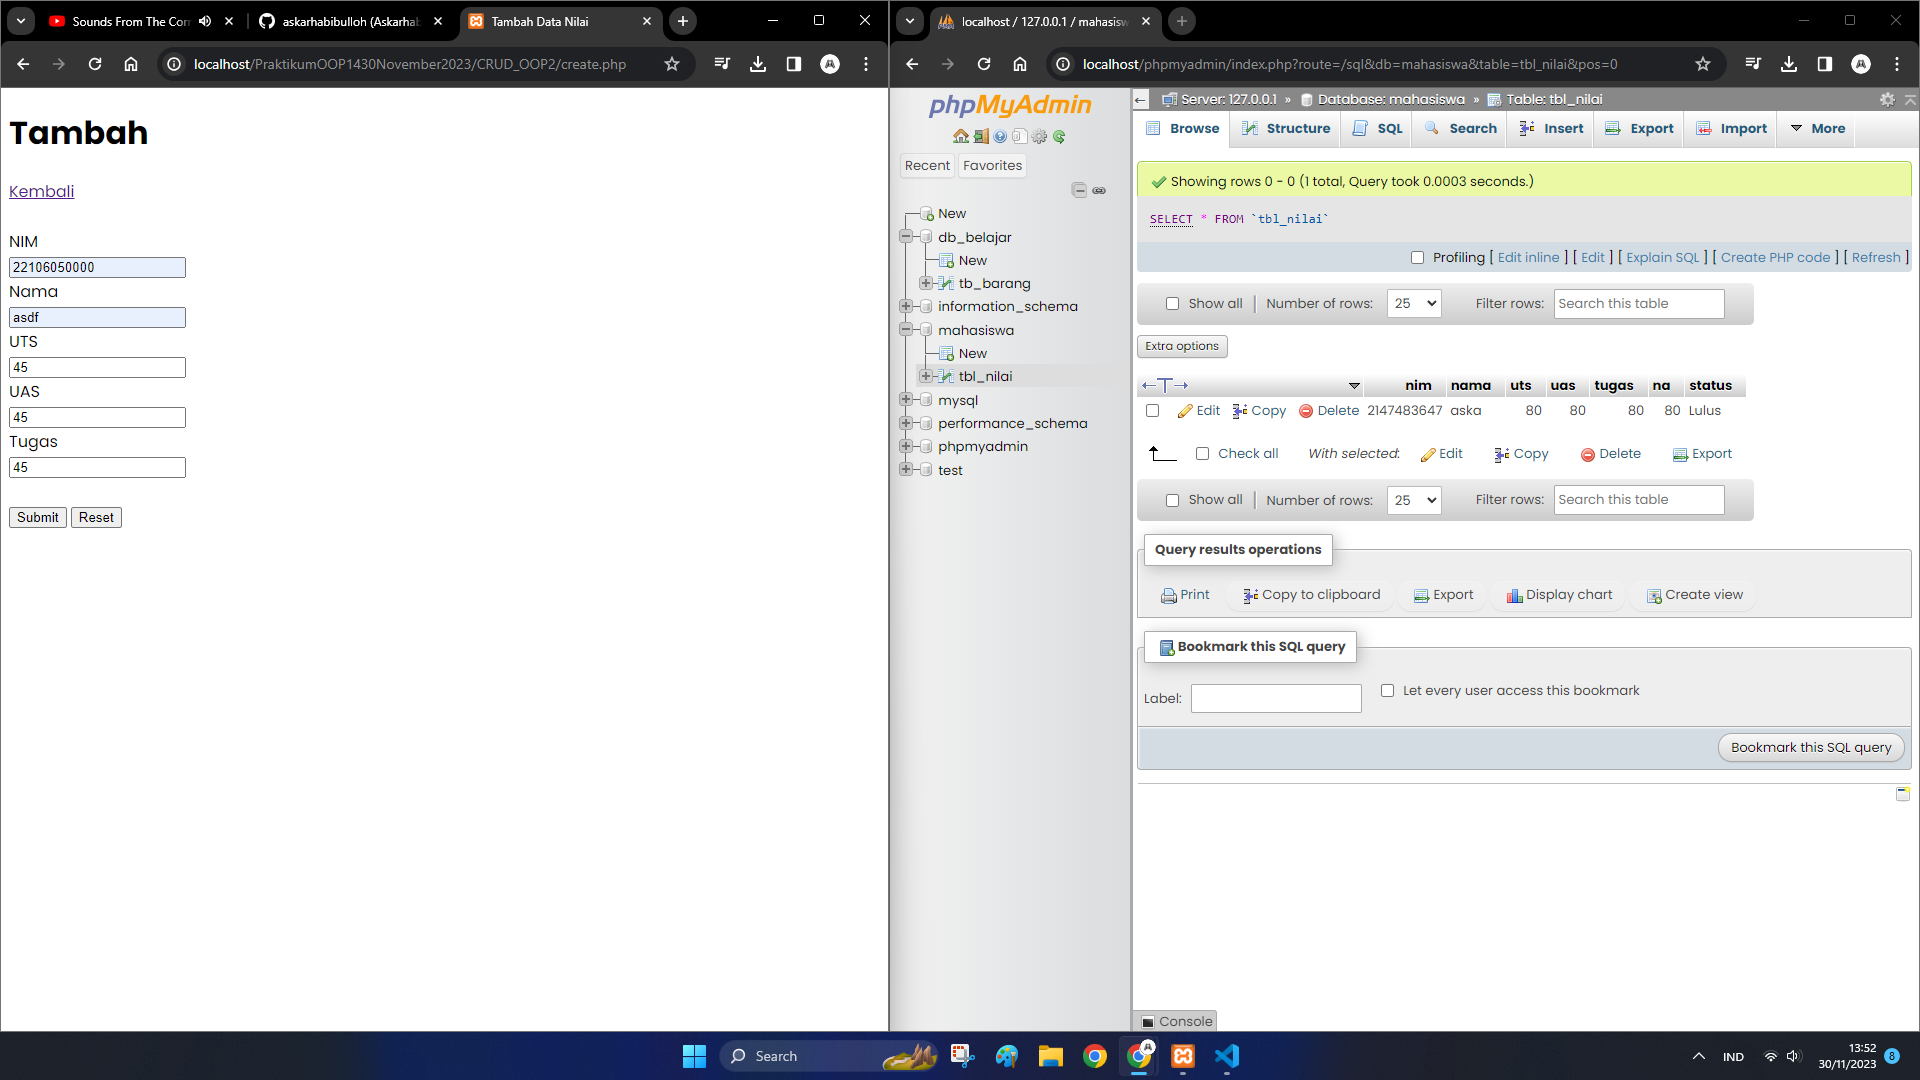 Sounds From The Corr
askarhabibulloh (Askarhab
Tambah Data Nilai
localhost/PraktikumOOP1430November2023/CRUD_OOP2/create.php
Tambah
Kembali
NIM
22106050000
Nama
asdf
UTS
45
UAS
45
Tugas
45
Submit Reset
localhost / 127.0.0.1 / mahasisw
localhost/phpmyadmin/index.php?route=/sql&db=mahasiswa&table=tbl_nilai&pos=0
phpMyAdmin
Recent Favorites
New
db_belajar
New
tb_barang
information_schema
mahasiswa
New
tbl_nilai
mysql
performance_schema
phpmyadmin
test
Server: 127.0.0.1 » Database: mahasiswa » Table: tbl_nilai
Browse Structure SQL Search Insert Export Import More
Showing rows 0 - 0 (1 total, Query took 0.0003 seconds.)
SELECT * FROM `tbl_nilai`
Profiling [ Edit inline ] [ Edit ] [ Explain SQL ] [ Create PHP code ] [ Refresh ]
Show all Number of rows: 25 Filter rows: Search this table
Extra options
nim nama uts uas tugas na status
Edit Copy Delete 2147483647 aska 80 80 80 80 Lulus
Check all With selected: Edit Copy Delete Export
Show all Number of rows: 25 Filter rows: Search this table
Query results operations
Print Copy to clipboard Export Display chart Create view
Bookmark this SQL query
Label: Let every user access this bookmark
Bookmark this SQL query
Console
Search
IND
13:52
30/11/2023
8